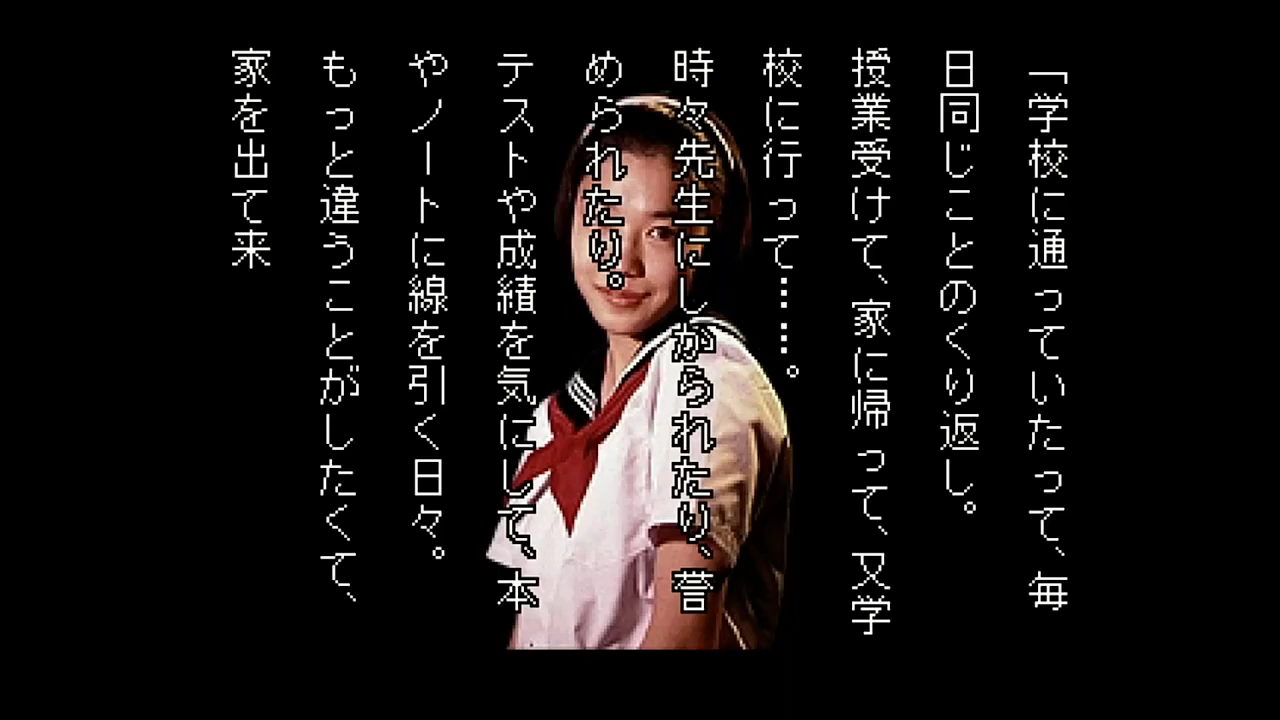 「学校に通っていたって、毎
日同じことのくり返し。
授業受けて、家に帰って、又学
校に行って……。
時々先生にしかられたり、誉
められたり。
テストや成績を気にして、本
やノートに線を引く日々。
もっと違うことがしたくて、
家を出て来